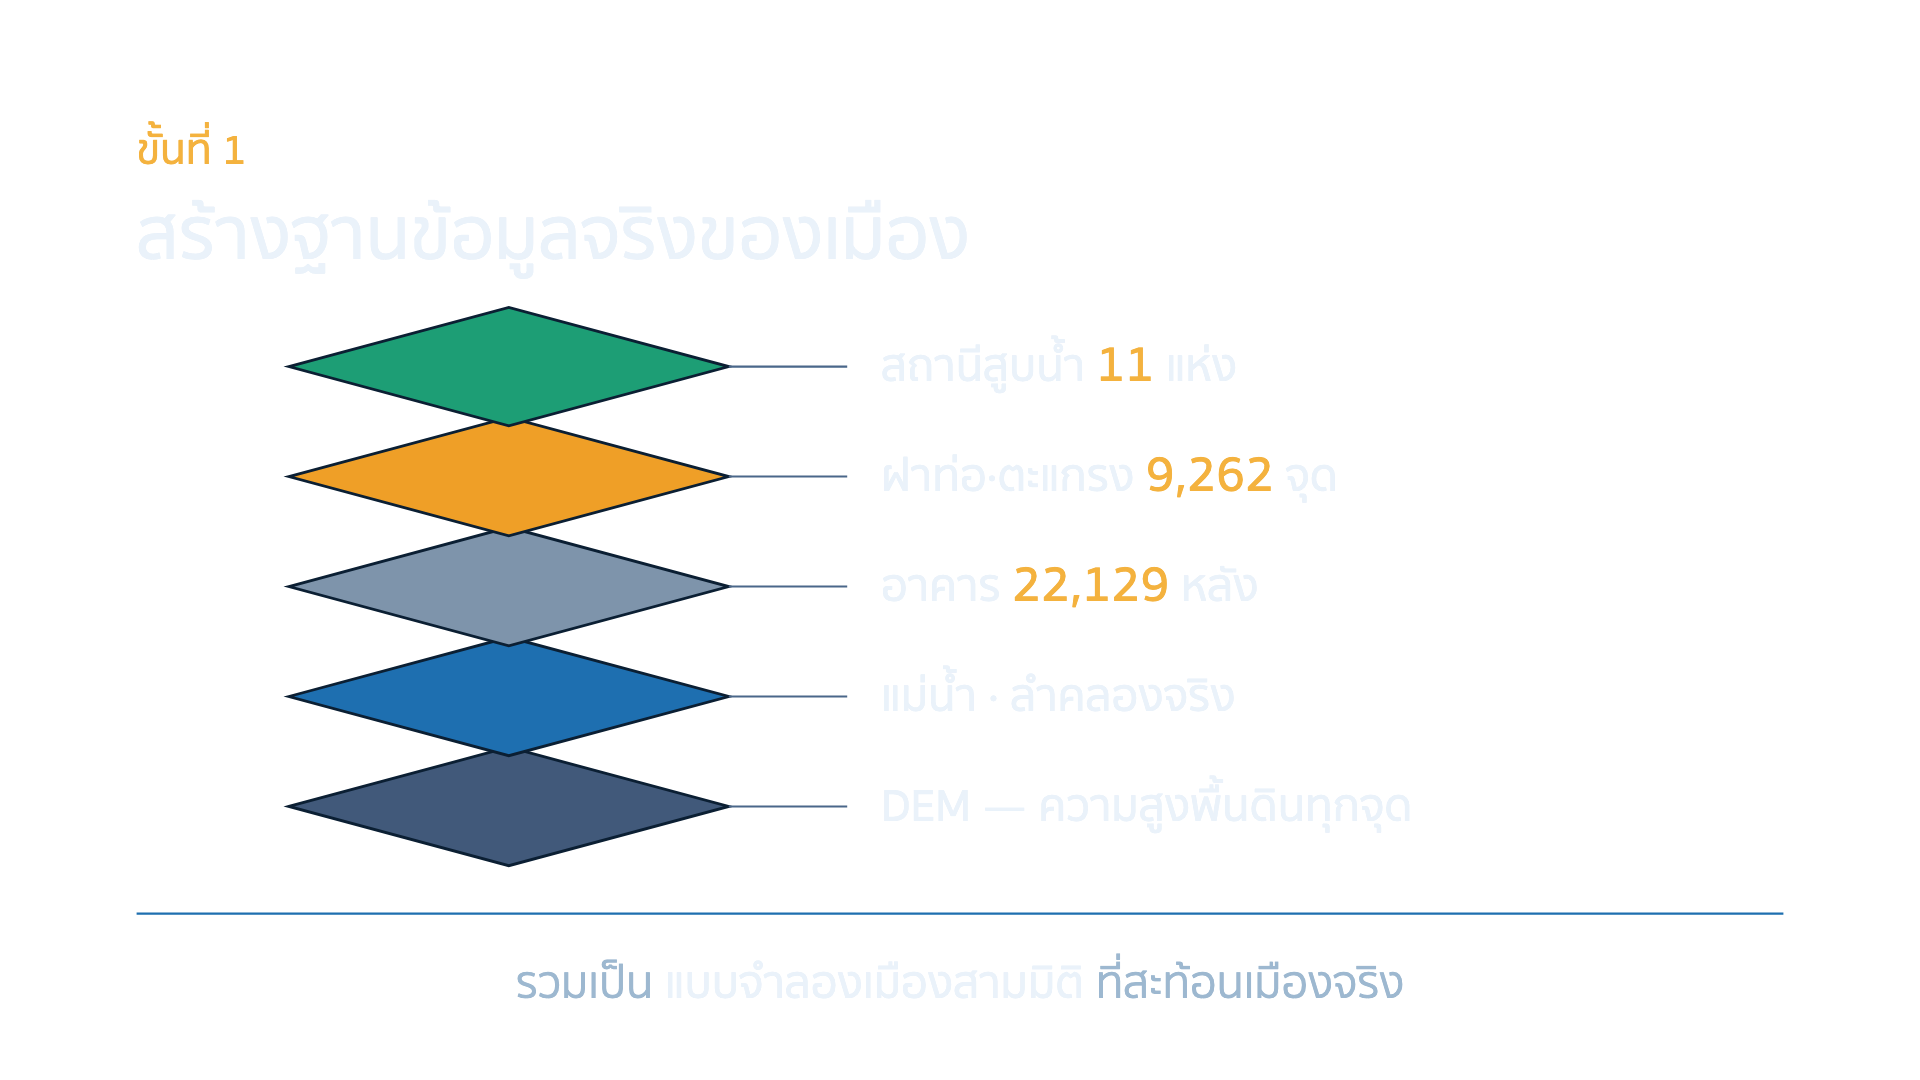 ขั้นที่ 1
สร้างฐานข้อมูลจริงของเมือง
สถานีสูบน้ำ 11 แห่ง
ฝาท่อ·ตะแกรง 9,262 จุด
อาคาร 22,129 หลัง
แม่น้ำ · ลำคลองจริง
DEM — ความสูงพื้นดินทุกจุด
รวมเป็น แบบจำลองเมืองสามมิติ ที่สะท้อนเมืองจริง